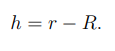 h = r − R.